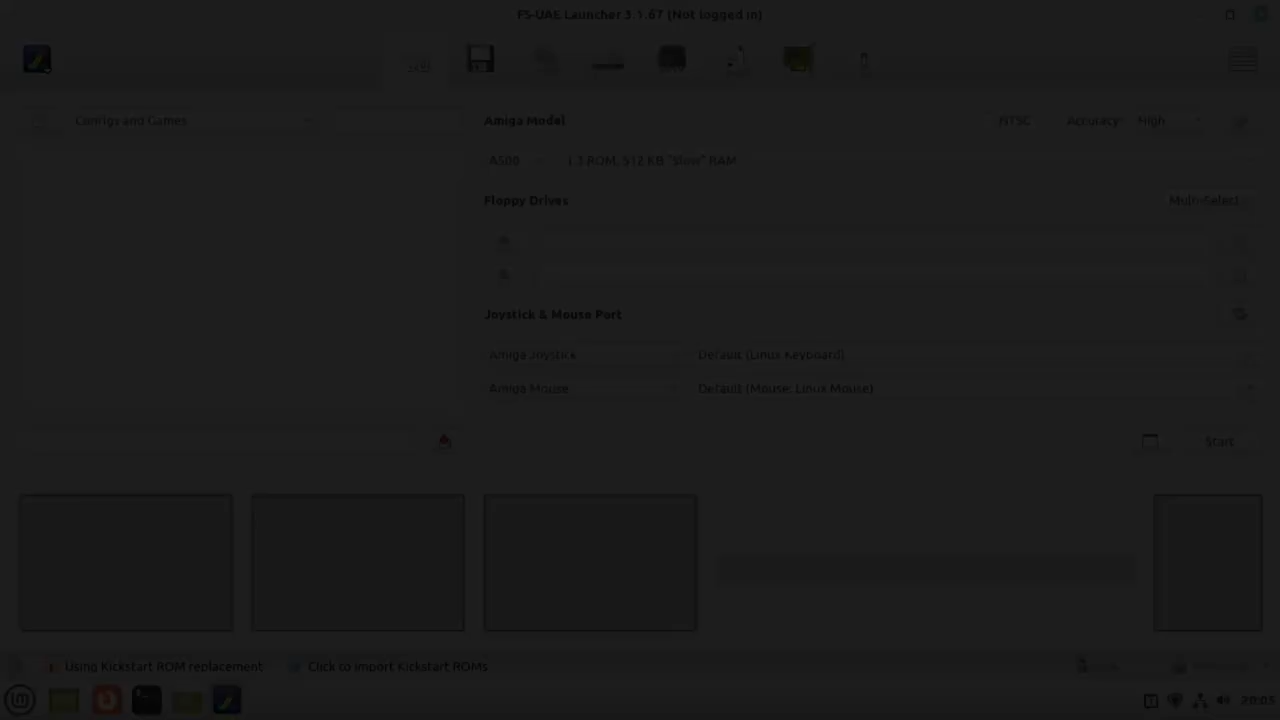 FS-UAE Launcher 3.1.67 (Not logged in)
Configs and Games
Amiga Model
NTSC
Accuracy:
High
A500
1.3 ROM, 512 KB "Slow" RAM
Floppy Drives
Multi-Select
Joystick & Mouse Port
Amiga Joystick
Default (Linux Keyboard)
Amiga Mouse
Default (Mouse: Linux Mouse)
Start
Using Kickstart ROM replacement
Click to import Kickstart ROMs
20:05